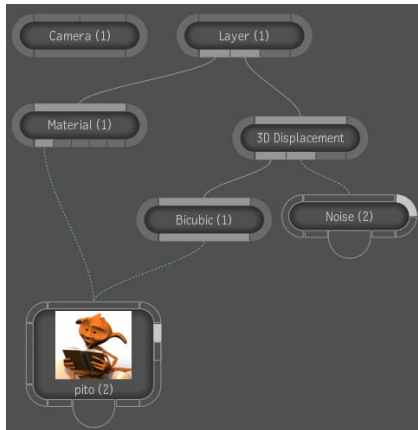 Camera (1)
Layer (1)
Material (1)
3D Displacement
Bicubic (1)
Noise (2)
pito (2)